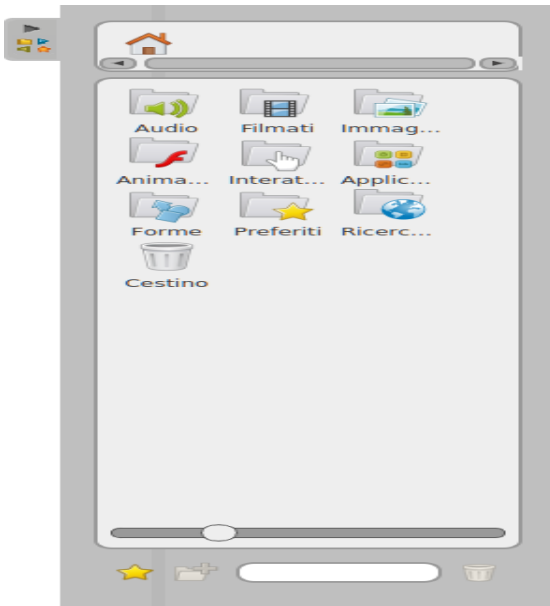 Audio Filmati Immag...
Anima... Interat... Applic...
Forme Preferiti Ricerc...
Cestino